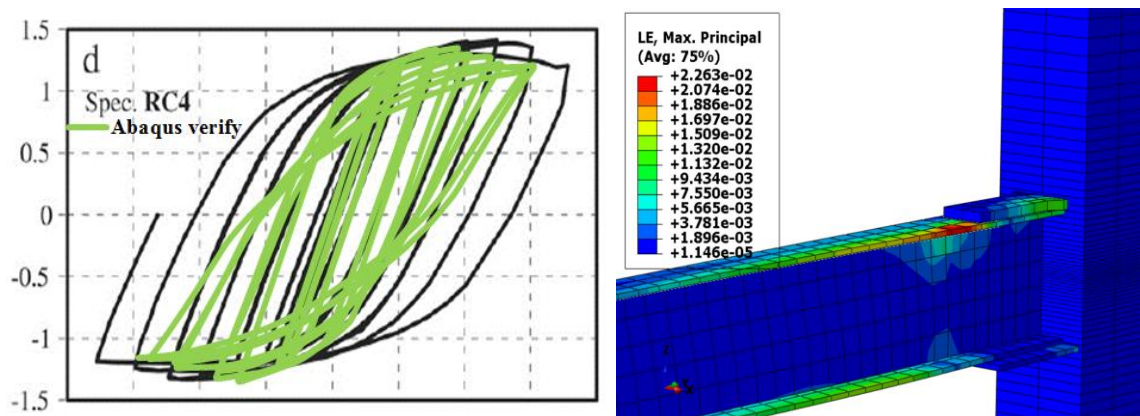 1.5
d
Spec. RC4
1
Abaqus verify
0.5
0
-0.5
-1
-1.5
LE, Max. Principal
(Avg: 75%)
+2.263e-02
+2.074e-02
+1.886e-02
+1.697e-02
+1.509e-02
+1.320e-02
+1.132e-02
+9.434e-03
+7.550e-03
+5.665e-03
+3.781e-03
+1.896e-03
+1.146e-05